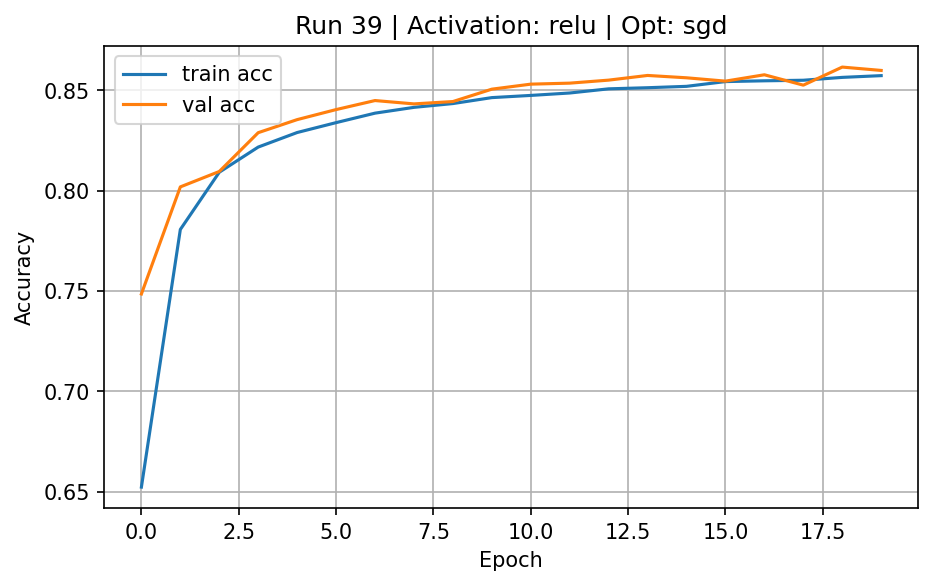 Run 39 | Activation: relu | Opt: sgd
train acc
val acc
Accuracy
0.85
0.80
0.75
0.70
0.65
0.0 2.5 5.0 7.5 10.0 12.5 15.0 17.5
Epoch